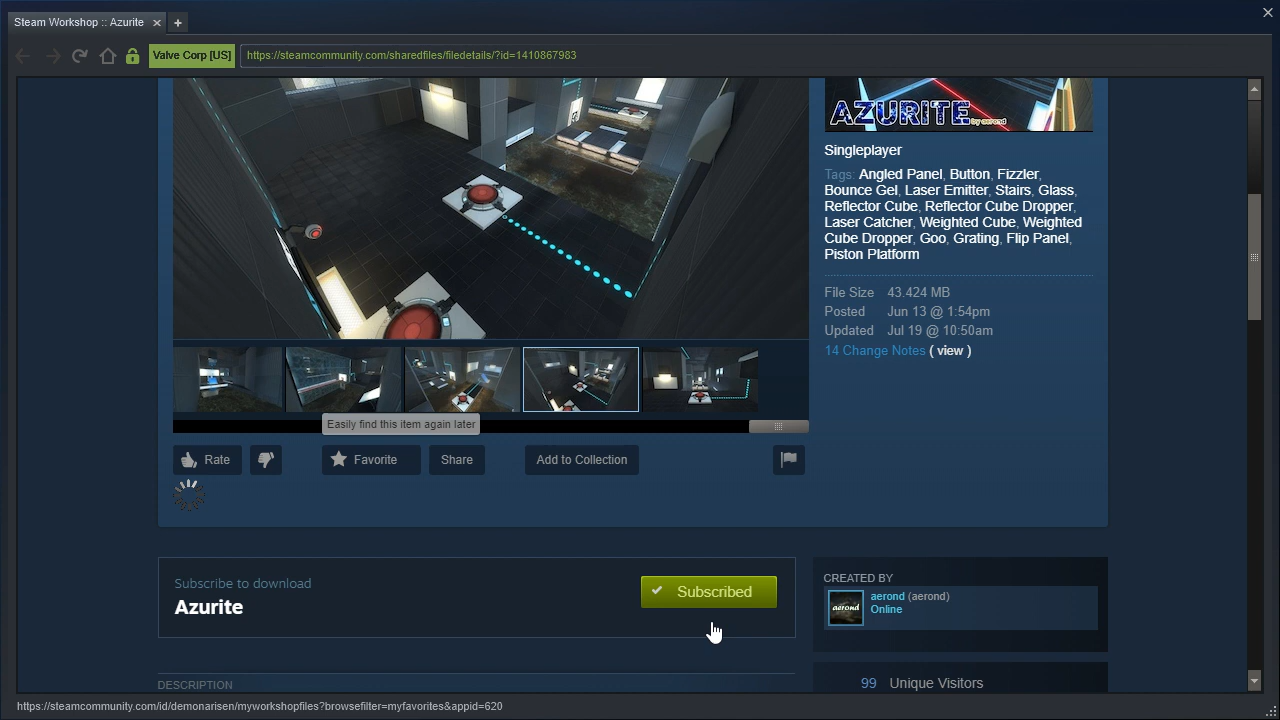 Steam Workshop :: Azurite
Valve Corp [US]
https://steamcommunity.com/sharedfiles/filedetails/?id=1410867983
AZURITE by aerond
Singleplayer
Tags: Angled Panel, Button, Fizzler,
Bounce Gel, Laser Emitter, Stairs, Glass,
Reflector Cube, Reflector Cube Dropper,
Laser Catcher, Weighted Cube, Weighted
Cube Dropper, Goo, Grating, Flip Panel,
Piston Platform
File Size 43.424 MB
Posted Jun 13 @ 1:54pm
Updated Jul 19 @ 10:50am
14 Change Notes ( view )
Easily find this item again later
Rate
Favorite
Share
Add to Collection
Subscribe to download
Azurite
Subscribed
CREATED BY
aerond
aerond (aerond)
Online
DESCRIPTION
99 Unique Visitors
https://steamcommunity.com/id/demonarisen/myworkshopfiles?browsefilter=myfavorites&appid=620